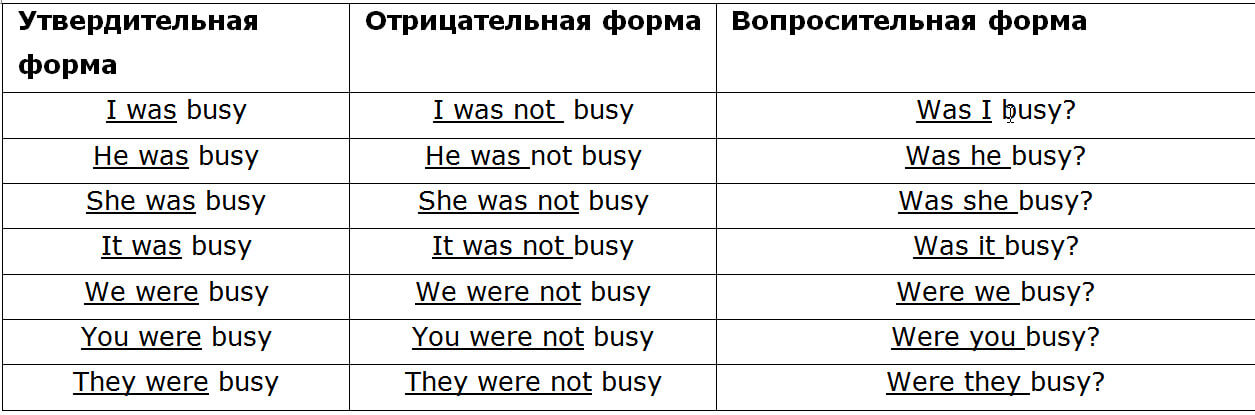 Утвердительная форма Отрицательная форма Вопросительная форма
I was busy I was not busy Was I busy?
He was busy He was not busy Was he busy?
She was busy She was not busy Was she busy?
It was busy It was not busy Was it busy?
We were busy We were not busy Were we busy?
You were busy You were not busy Were you busy?
They were busy They were not busy Were they busy?